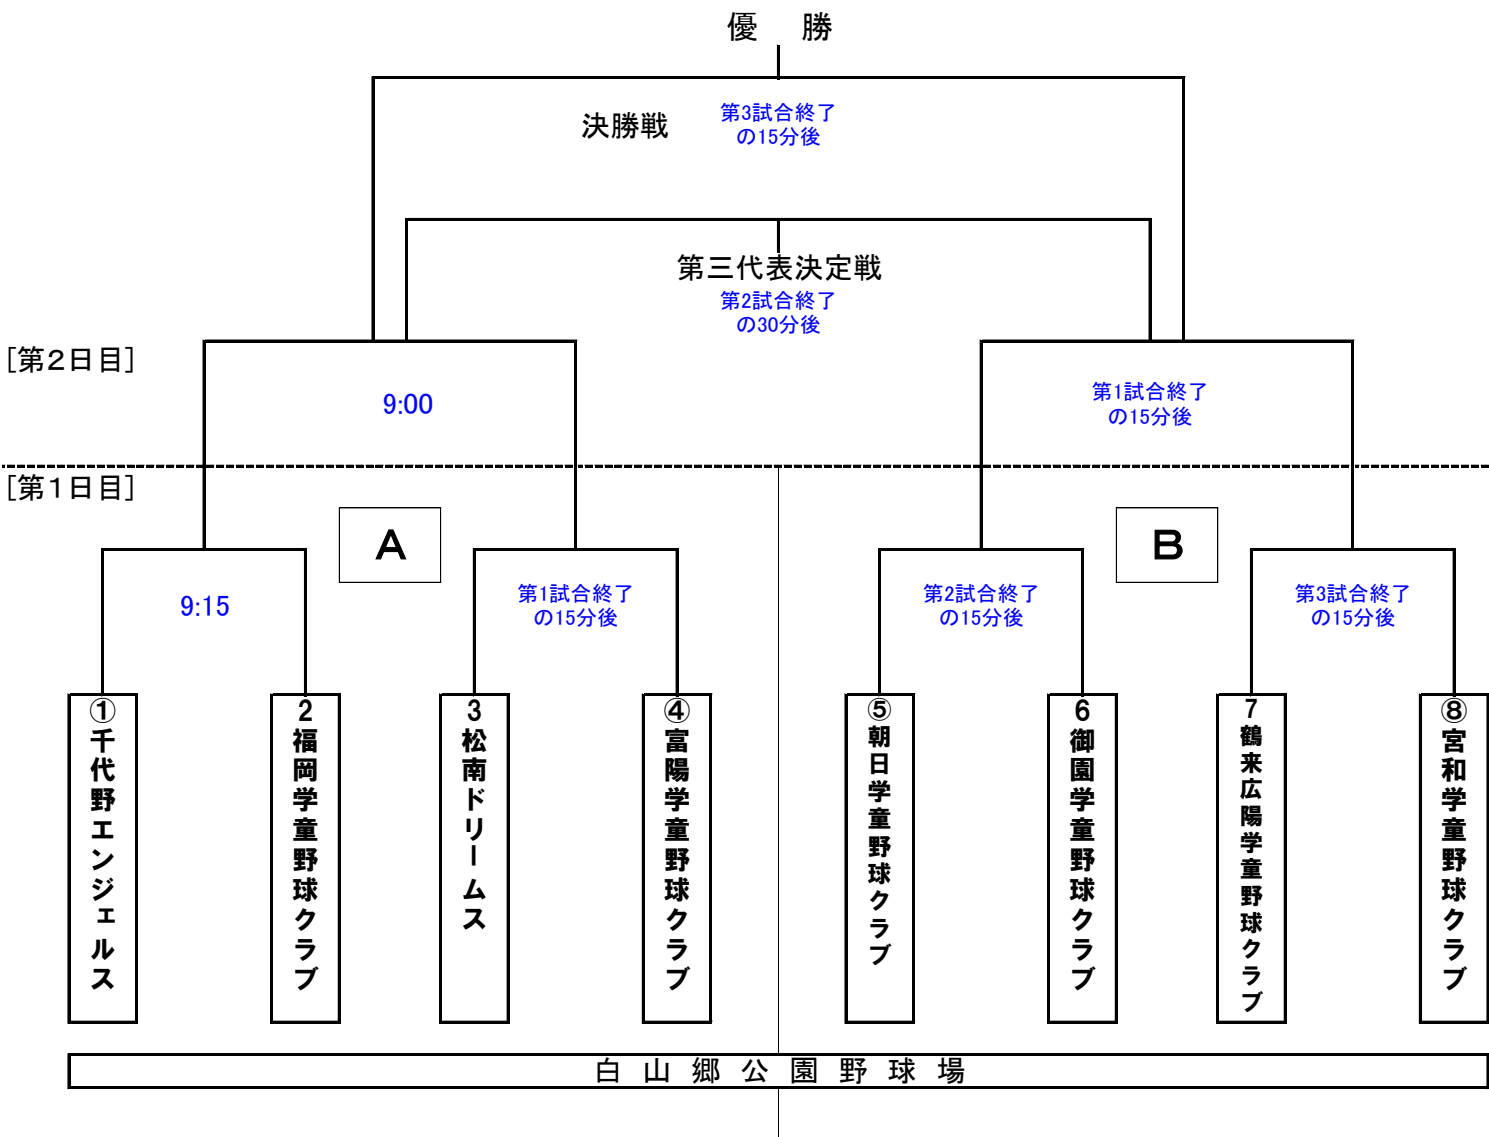 優　勝
決勝戦
第3試合終了
の15分後
第三代表決定戦
第2試合終了
の30分後
[第2日目]
9:00
第1試合終了
の15分後
[第1日目]
A
B
9:15
第1試合終了
の15分後
第2試合終了
の15分後
第3試合終了
の15分後
①千代野エンジェルス
2福岡学童野球クラブ
3松南ドリームス
④富陽学童野球クラブ
⑤朝日学童野球クラブ
6御園学童野球クラブ
7鶴来広陽学童野球クラブ
⑧宮和学童野球クラブ
白山郷公園野球場